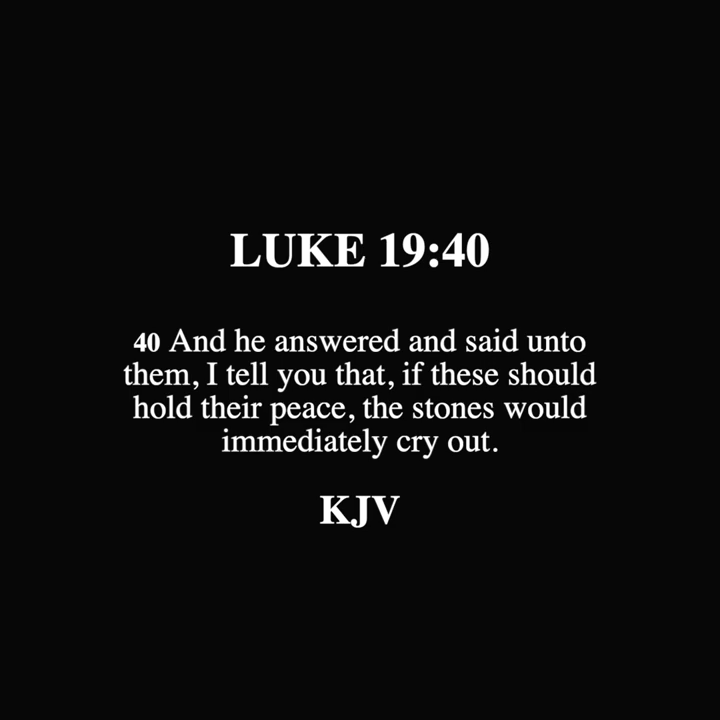 LUKE 19:40
40 And he answered and said unto
them, I tell you that, if these should
hold their peace, the stones would
immediately cry out.
KJV